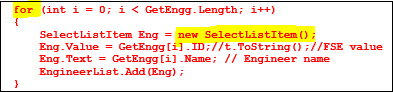 for (int i = 0; i < GetEngg.Length; i++)
{
SelectListItem Eng = new SelectListItem();
Eng.Value = GetEngg[i].ID;//t.ToString();//FSE value
Eng.Text = GetEngg[i].Name; // Engineer name
EngineerList.Add(Eng);
}